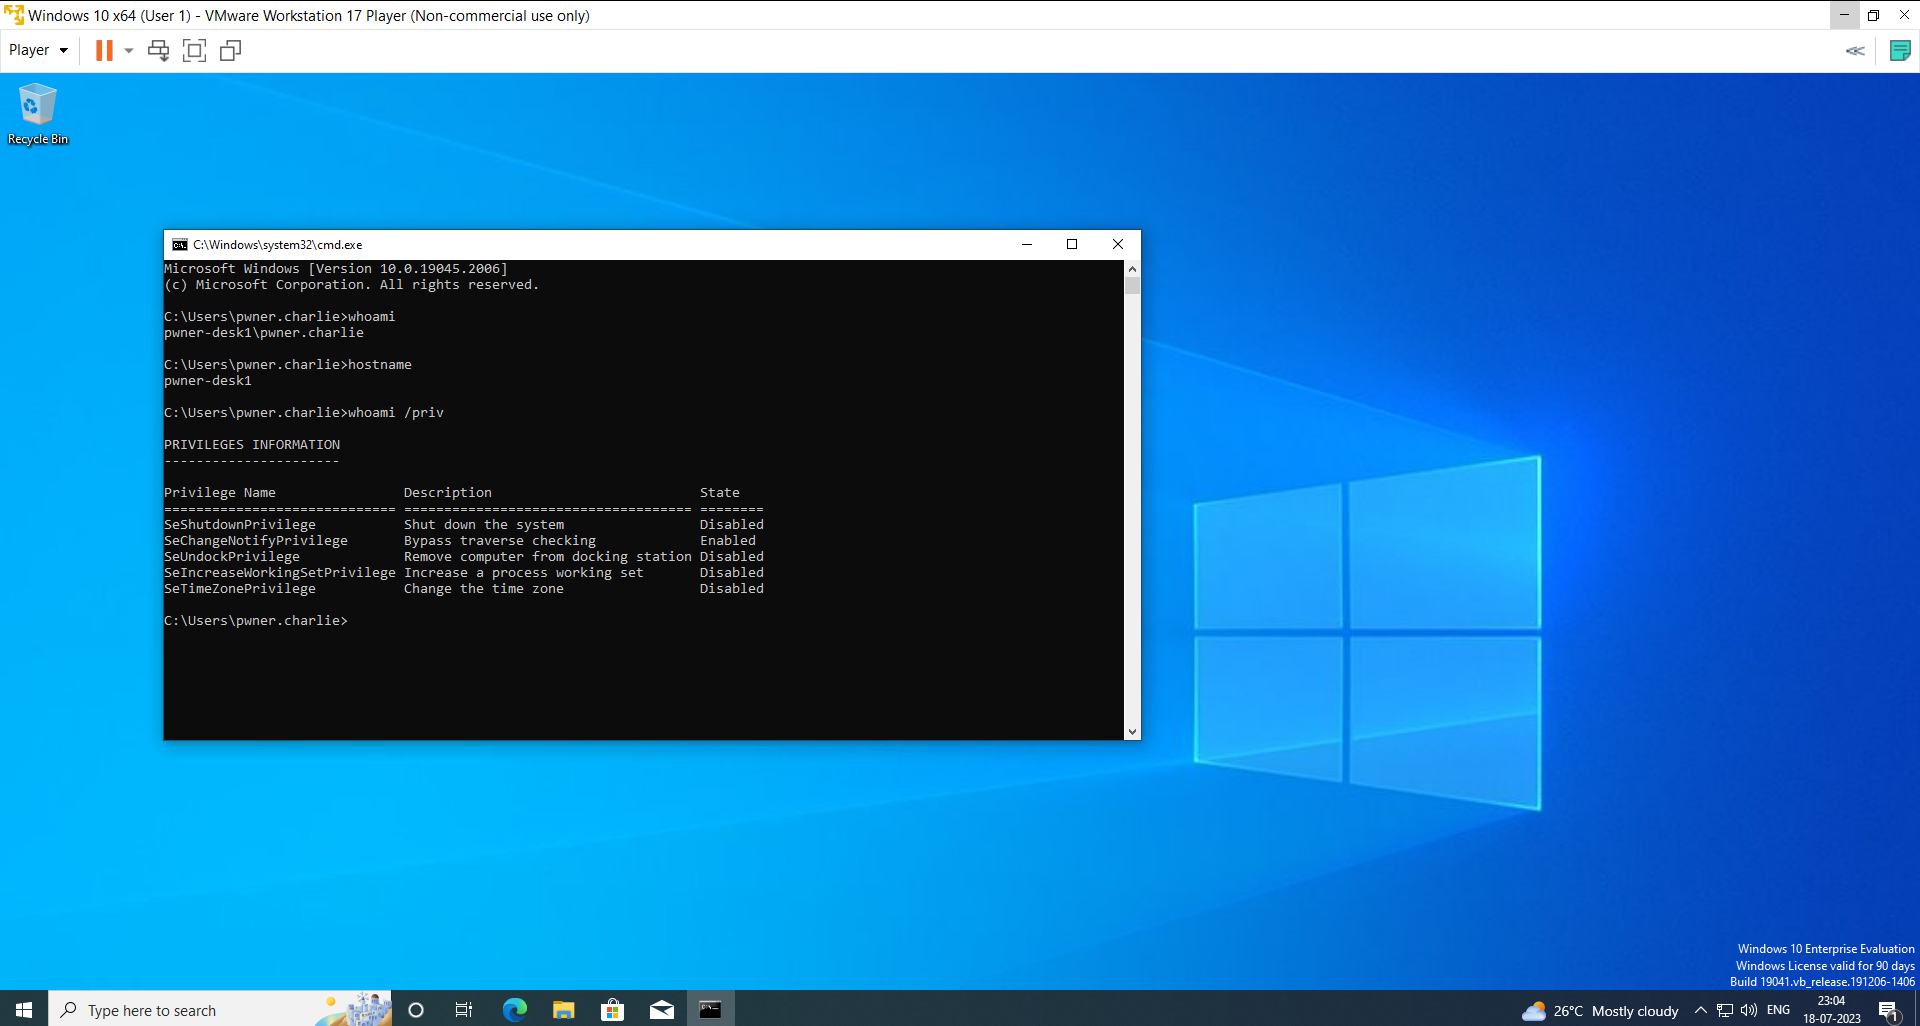 Windows 10 x64 (User 1) - VMware Workstation 17 Player (Non-commercial use only)
Player
Recycle Bin
C:\Windows\system32\cmd.exe
Microsoft Windows [Version 10.0.19045.2006]
(c) Microsoft Corporation. All rights reserved.
C:\Users\pwner.charlie>whoami
pwner-desk1\pwner.charlie
C:\Users\pwner.charlie>hostname
pwner-desk1
C:\Users\pwner.charlie>whoami /priv
PRIVILEGES INFORMATION
----------------------
Privilege Name Description State
============================= ==================================== ========
SeShutdownPrivilege Shut down the system Disabled
SeChangeNotifyPrivilege Bypass traverse checking Enabled
SeUndockPrivilege Remove computer from docking station Disabled
SeIncreaseWorkingSetPrivilege Increase a process working set Disabled
SeTimeZonePrivilege Change the time zone Disabled
C:\Users\pwner.charlie>
Windows 10 Enterprise Evaluation
Windows License valid for 90 days
Build 19041.vb_release.191206-1406
Type here to search
26°C Mostly cloudy
ENG
23:04
18-07-2023
1